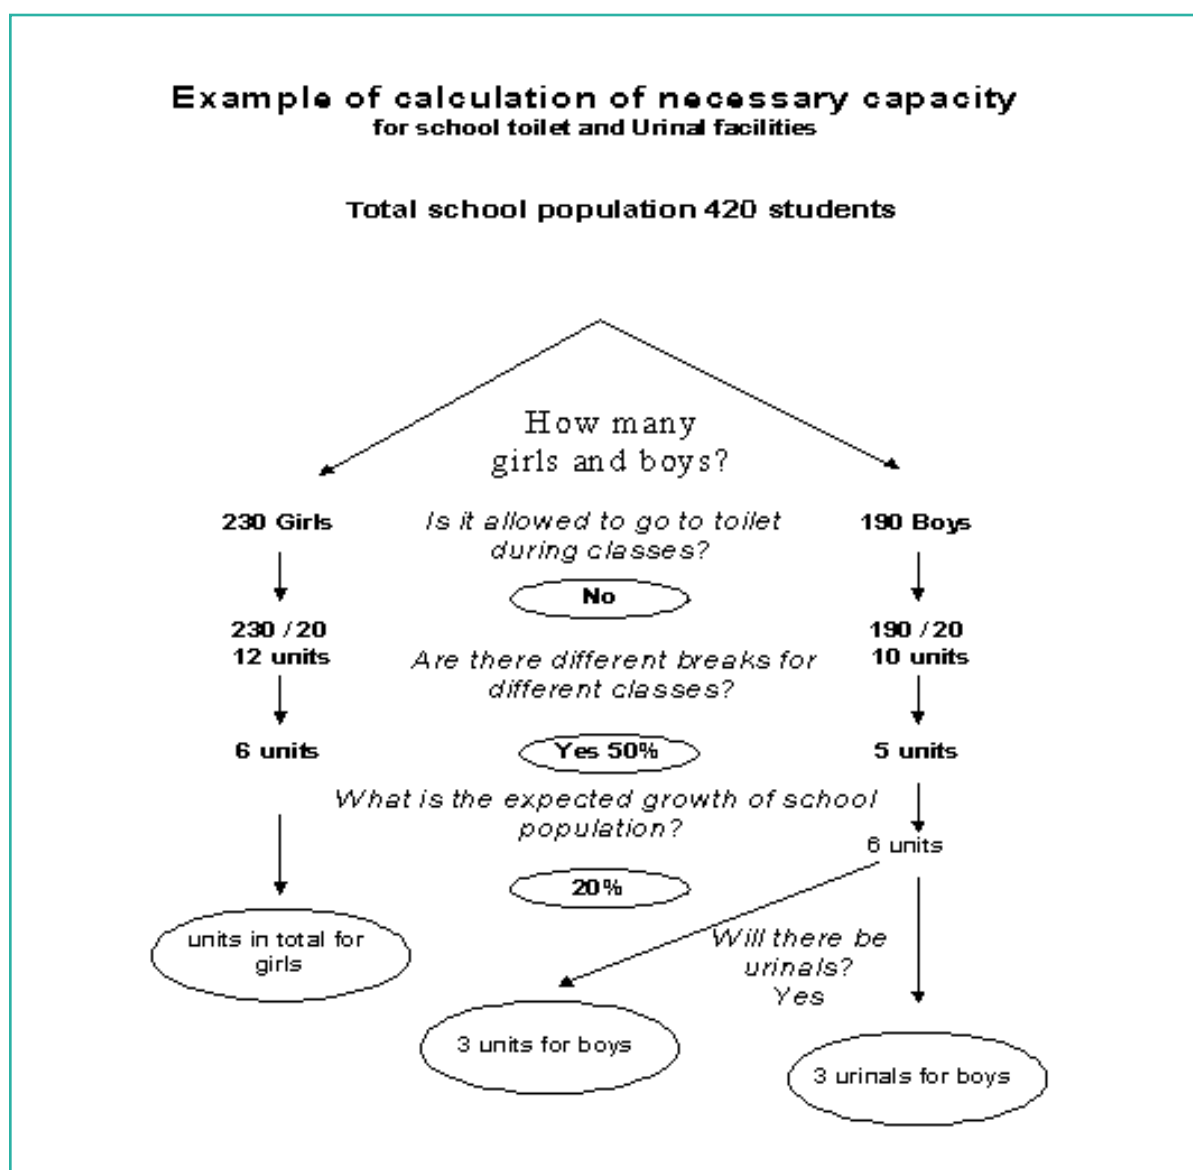 Example of calculation of necessary capacity
for school toilet and Urinal facilities
Total school population 420 students
How many
girls and boys?
230 Girls
Is it allowed to go to toilet
during classes?
190 Boys
No
230 / 20
12 units
190 / 20
10 units
Are there different breaks for
different classes?
6 units
Yes 50%
5 units
What is the expected growth of school
population?
6 units
20%
units in total for
girls
Will there be
urinals?
Yes
3 units for boys
3 urinals for boys